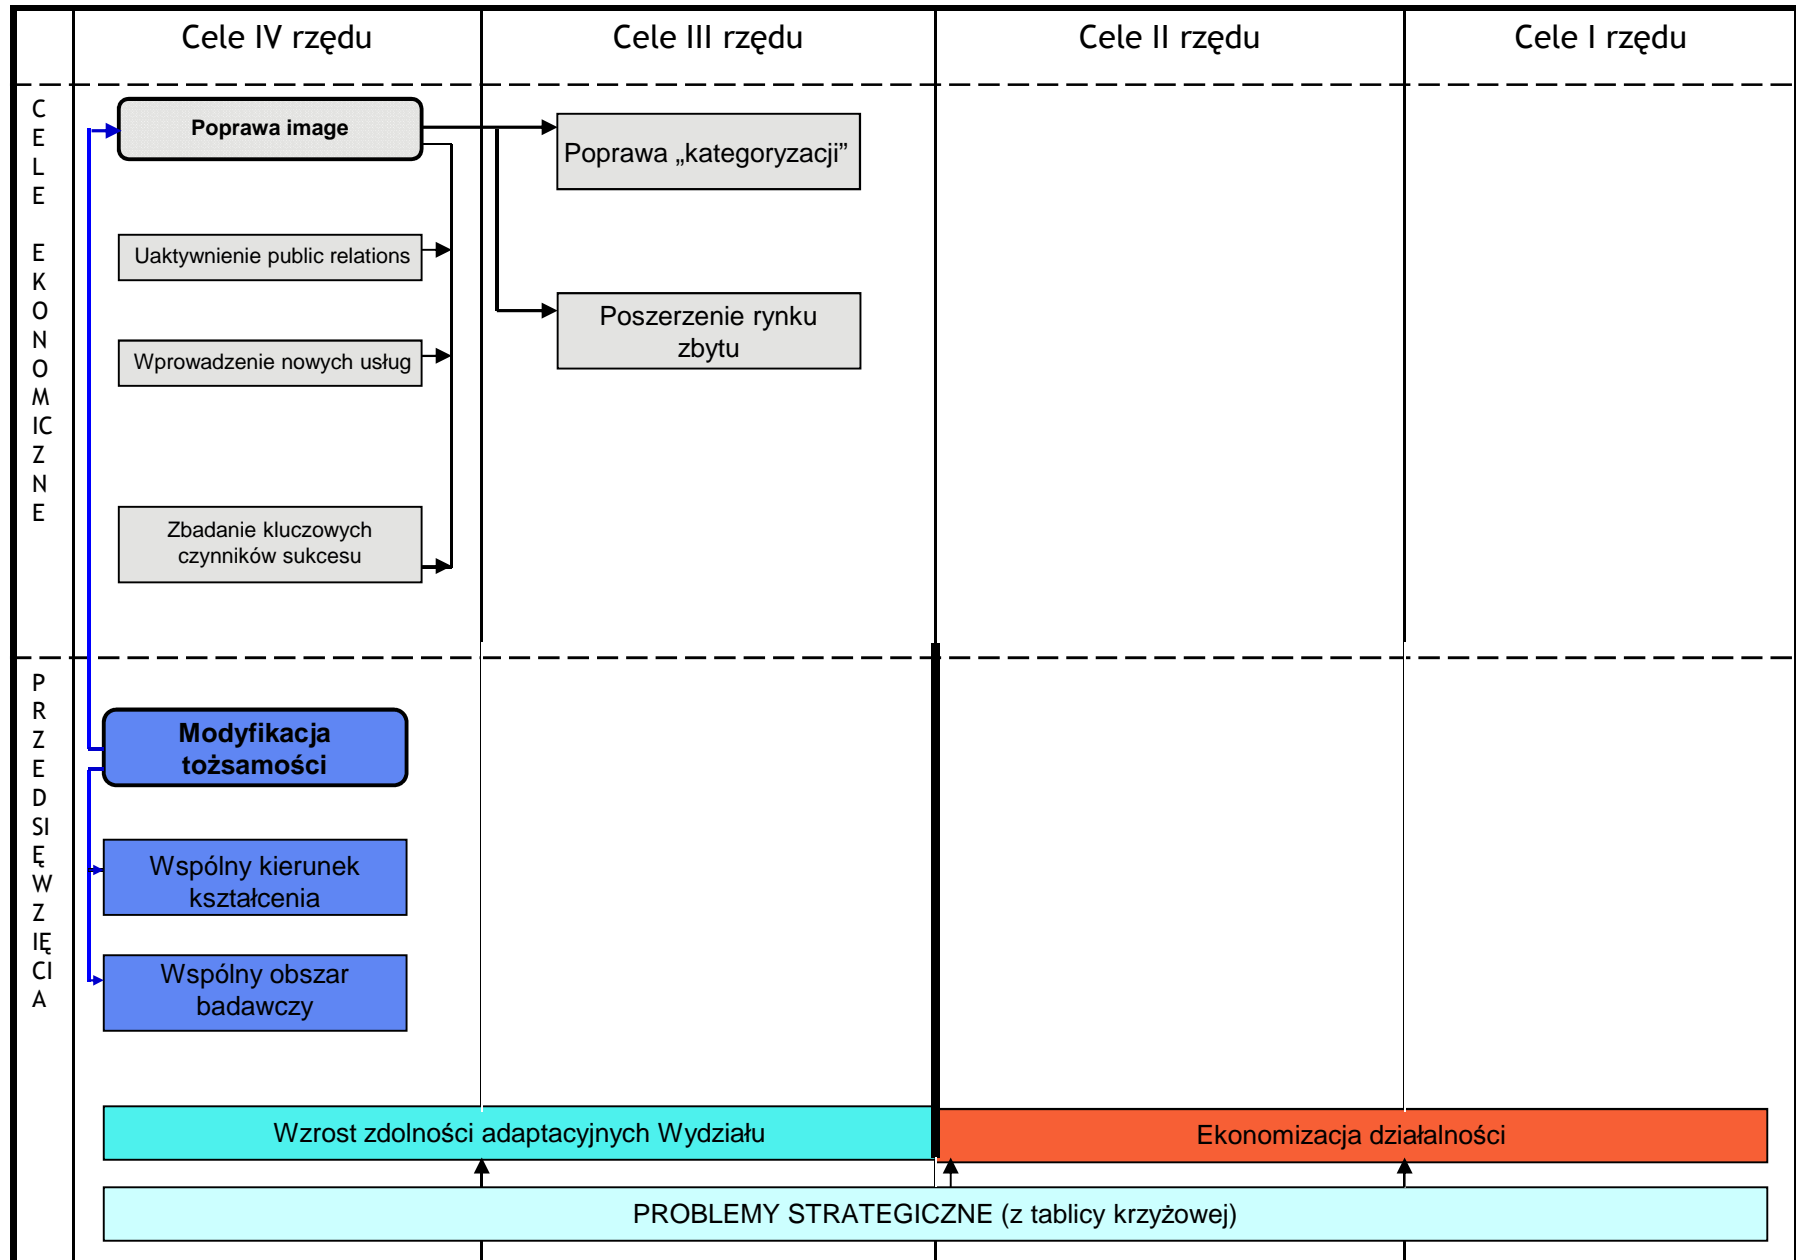 Cele IV rzędu
Cele III rzędu
Cele II rzędu
Cele I rzędu
C
E
L
E
E
K
O
N
O
M
IC
Z
N
E
Poprawa image
Poprawa „kategoryzacji”
Uaktywnienie public relations
Poszerzenie rynku
zbytu
Wprowadzenie nowych usług
Zbadanie kluczowych
czynników sukcesu
P
R
Z
E
D
SI
Ę
W
Z
IĘ
CI
A
Modyfikacja
tożsamości
Wspólny kierunek
kształcenia
Wspólny obszar
badawczy
Wzrost zdolności adaptacyjnych Wydziału
Ekonomizacja działalności
PROBLEMY STRATEGICZNE (z tablicy krzyżowej)